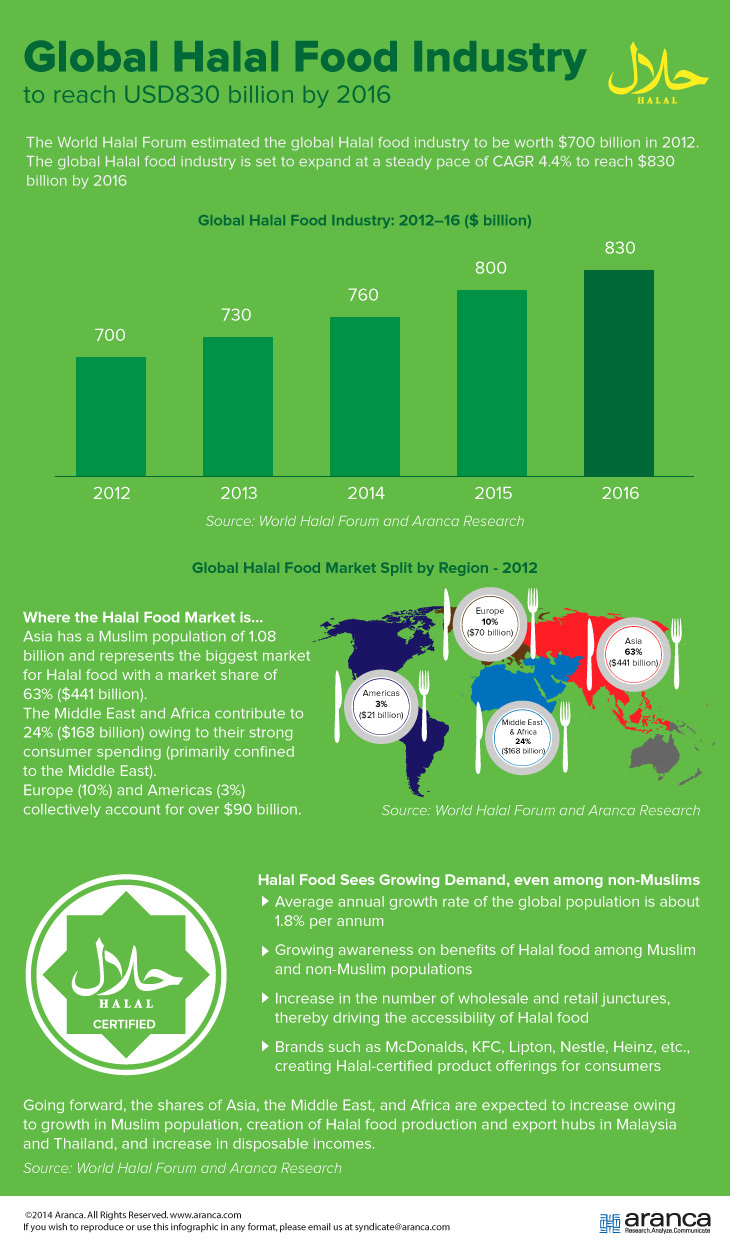 Global Halal Food Industry
to reach USD830 billion by 2016
حلال
HALAL
The World Halal Forum estimated the global Halal food industry to be worth $700 billion in 2012.
The global Halal food industry is set to expand at a steady pace of CAGR 4.4% to reach $830
billion by 2016
Global Halal Food Industry: 2012–16 ($ billion)
700
730
760
800
830
2012
2013
2014
2015
2016
Source: World Halal Forum and Aranca Research
Global Halal Food Market Split by Region - 2012
Where the Halal Food Market is...
Asia has a Muslim population of 1.08
billion and represents the biggest market
for Halal food with a market share of
63% ($441 billion).
The Middle East and Africa contribute to
24% ($168 billion) owing to their strong
consumer spending (primarily confined
to the Middle East).
Europe (10%) and Americas (3%)
collectively account for over $90 billion.
Europe
10%
($70 billion)
Asia
63%
($441 billion)
Americas
3%
($21 billion)
Middle East
& Africa
24%
($168 billion)
Source: World Halal Forum and Aranca Research
حلال
HALAL
CERTIFIED
Halal Food Sees Growing Demand, even among non-Muslims
Average annual growth rate of the global population is about
1.8% per annum
Growing awareness on benefits of Halal food among Muslim
and non-Muslim populations
Increase in the number of wholesale and retail junctures,
thereby driving the accessibility of Halal food
Brands such as McDonalds, KFC, Lipton, Nestle, Heinz, etc.,
creating Halal-certified product offerings for consumers
Going forward, the shares of Asia, the Middle East, and Africa are expected to increase owing
to growth in Muslim population, creation of Halal food production and export hubs in Malaysia
and Thailand, and increase in disposable incomes.
Source: World Halal Forum and Aranca Research
©2014 Aranca. All Rights Reserved. www.aranca.com
If you wish to reproduce or use this infographic in any format, please email us at syndicate@aranca.com
aranca
Research.Analyze.Communicate